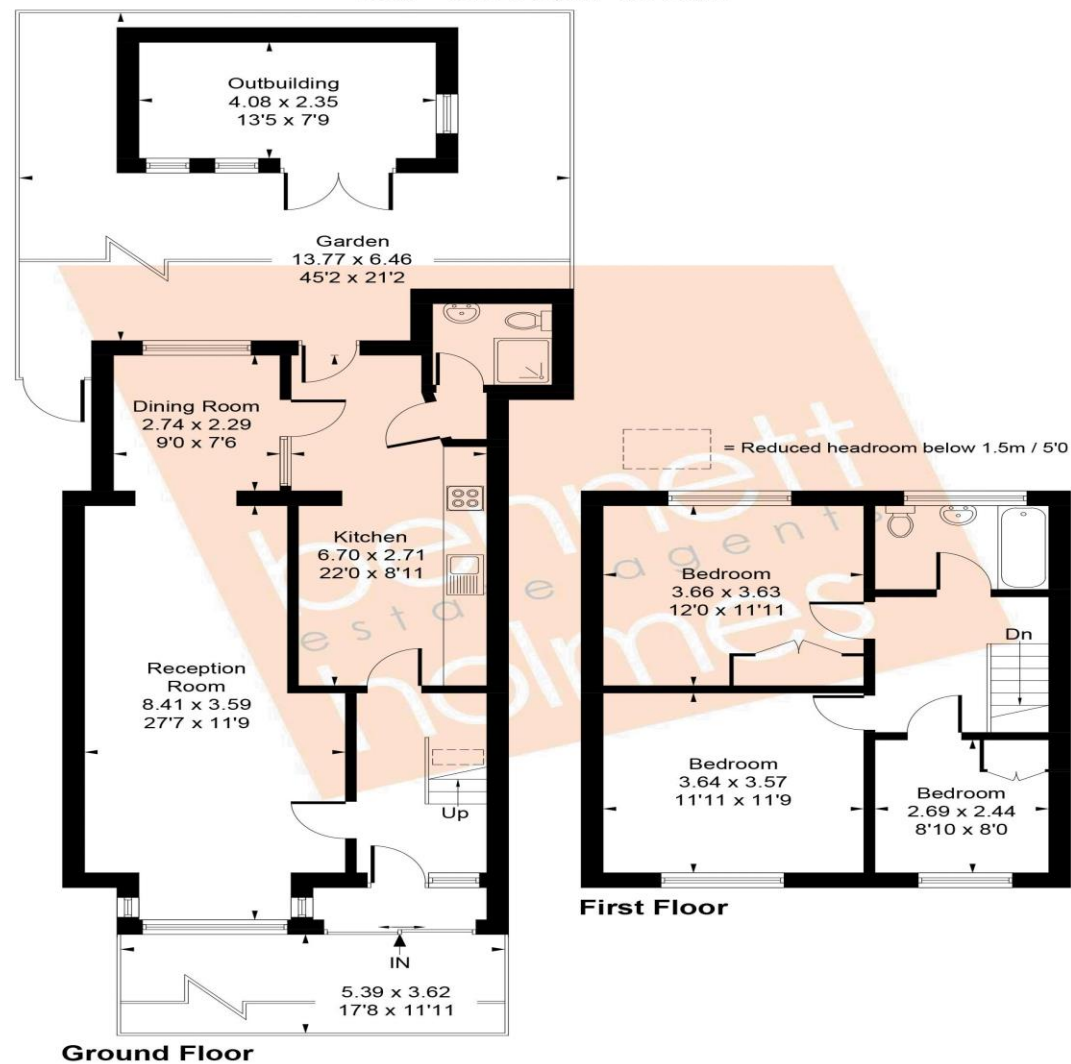 Outbuilding
4.08 x 2.35
13'5 x 7'9
Garden
13.77 x 6.46
45'2 x 21'2
Dining Room
2.74 x 2.29
9'0 x 7'6
= Reduced headroom below 1.5m / 5'0
Kitchen
6.70 x 2.71
22'0 x 8'11
Bedroom
3.66 x 3.63
12'0 x 11'11
Dn
Reception
Room
8.41 x 3.59
27'7 x 11'9
Bedroom
3.64 x 3.57
11'11 x 11'9
Bedroom
2.69 x 2.44
8'10 x 8'0
Up
IN
5.39 x 3.62
17'8 x 11'11
First Floor
Ground Floor
bennett
estate agents
holmes